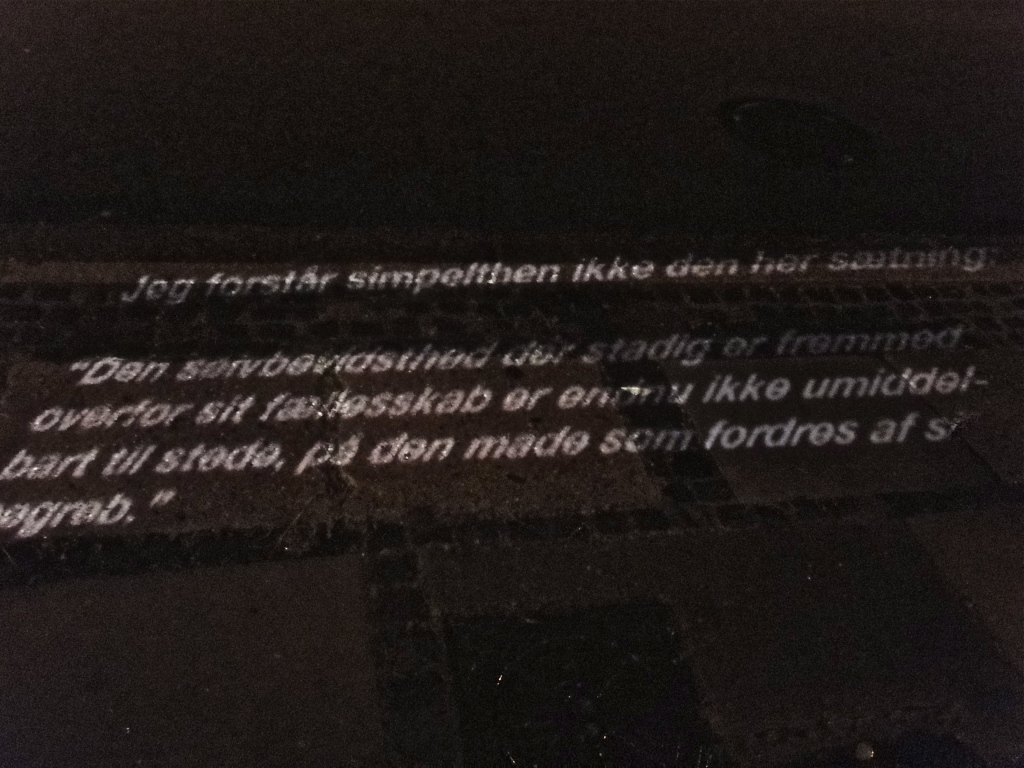 Jeg forstår simpelthen ikke den her sætning:
"Den selvbevidsthed der stadig er fremmed
overfor sit fællesskab er endnu ikke umiddel-
bart til stede, på den måde som fordres af
begreb."